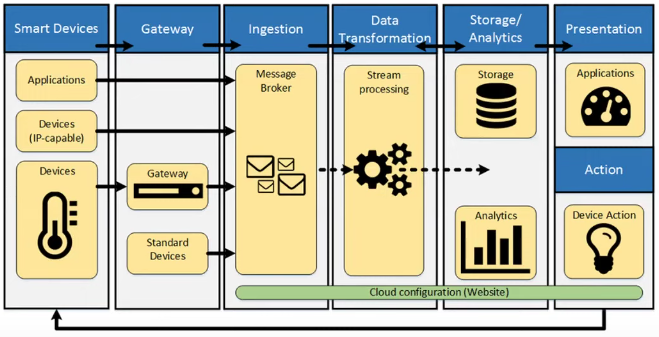 Smart Devices
Gateway
Ingestion
Data
Transformation
Storage/
Analytics
Presentation
Applications
Devices
(IP-capable)
Devices
Gateway
Standard
Devices
Message
Broker
Stream
processing
Storage
Analytics
Applications
Action
Device Action
Cloud configuration (Website)